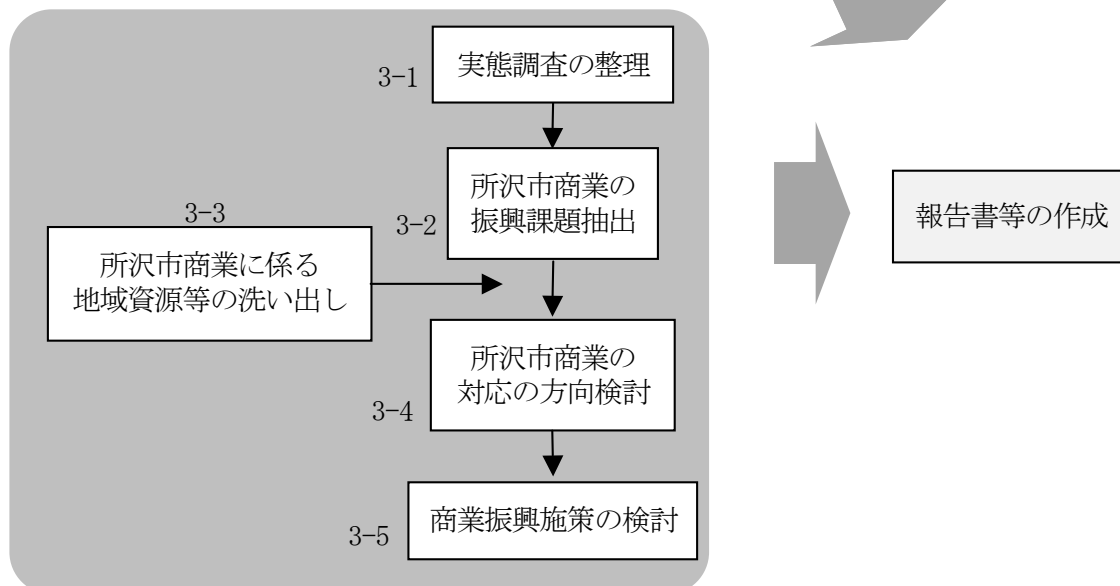 3-1
実態調査の整理
3-2
所沢市商業の
振興課題抽出
3-3
所沢市商業に係る
地域資源等の洗い出し
3-4
所沢市商業の
対応の方向検討
3-5
商業振興施策の検討
報告書等の作成